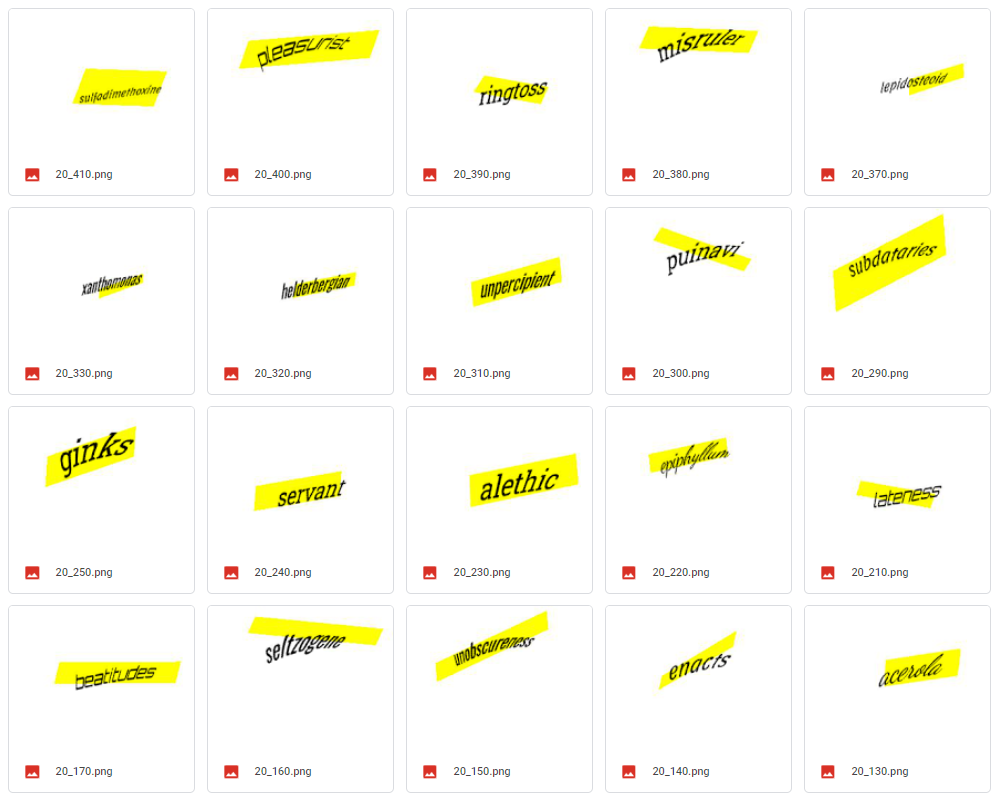 sulfadimethoxine
pleasurist
ringtoss
misruler
lepidosteoid
20_410.png
20_400.png
20_390.png
20_380.png
20_370.png
xanthomonas
helderbergian
unpercipient
puinavi
subdataries
20_330.png
20_320.png
20_310.png
20_300.png
20_290.png
ginks
servant
alethic
epiphyllum
lateness
20_250.png
20_240.png
20_230.png
20_220.png
20_210.png
beatitudes
seltzogene
unobscureness
enacts
acerola
20_170.png
20_160.png
20_150.png
20_140.png
20_130.png